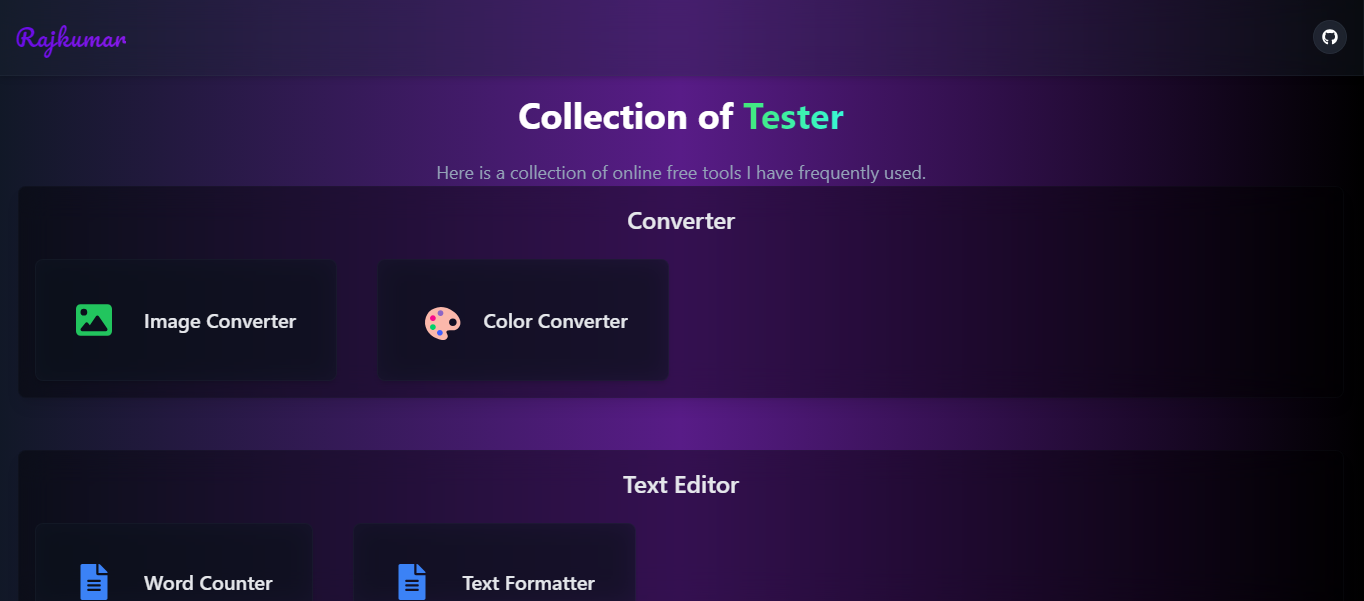 Rajkumar
Collection of Tester
Here is a collection of online free tools I have frequently used.
Converter
Image Converter
Color Converter
Text Editor
Word Counter
Text Formatter